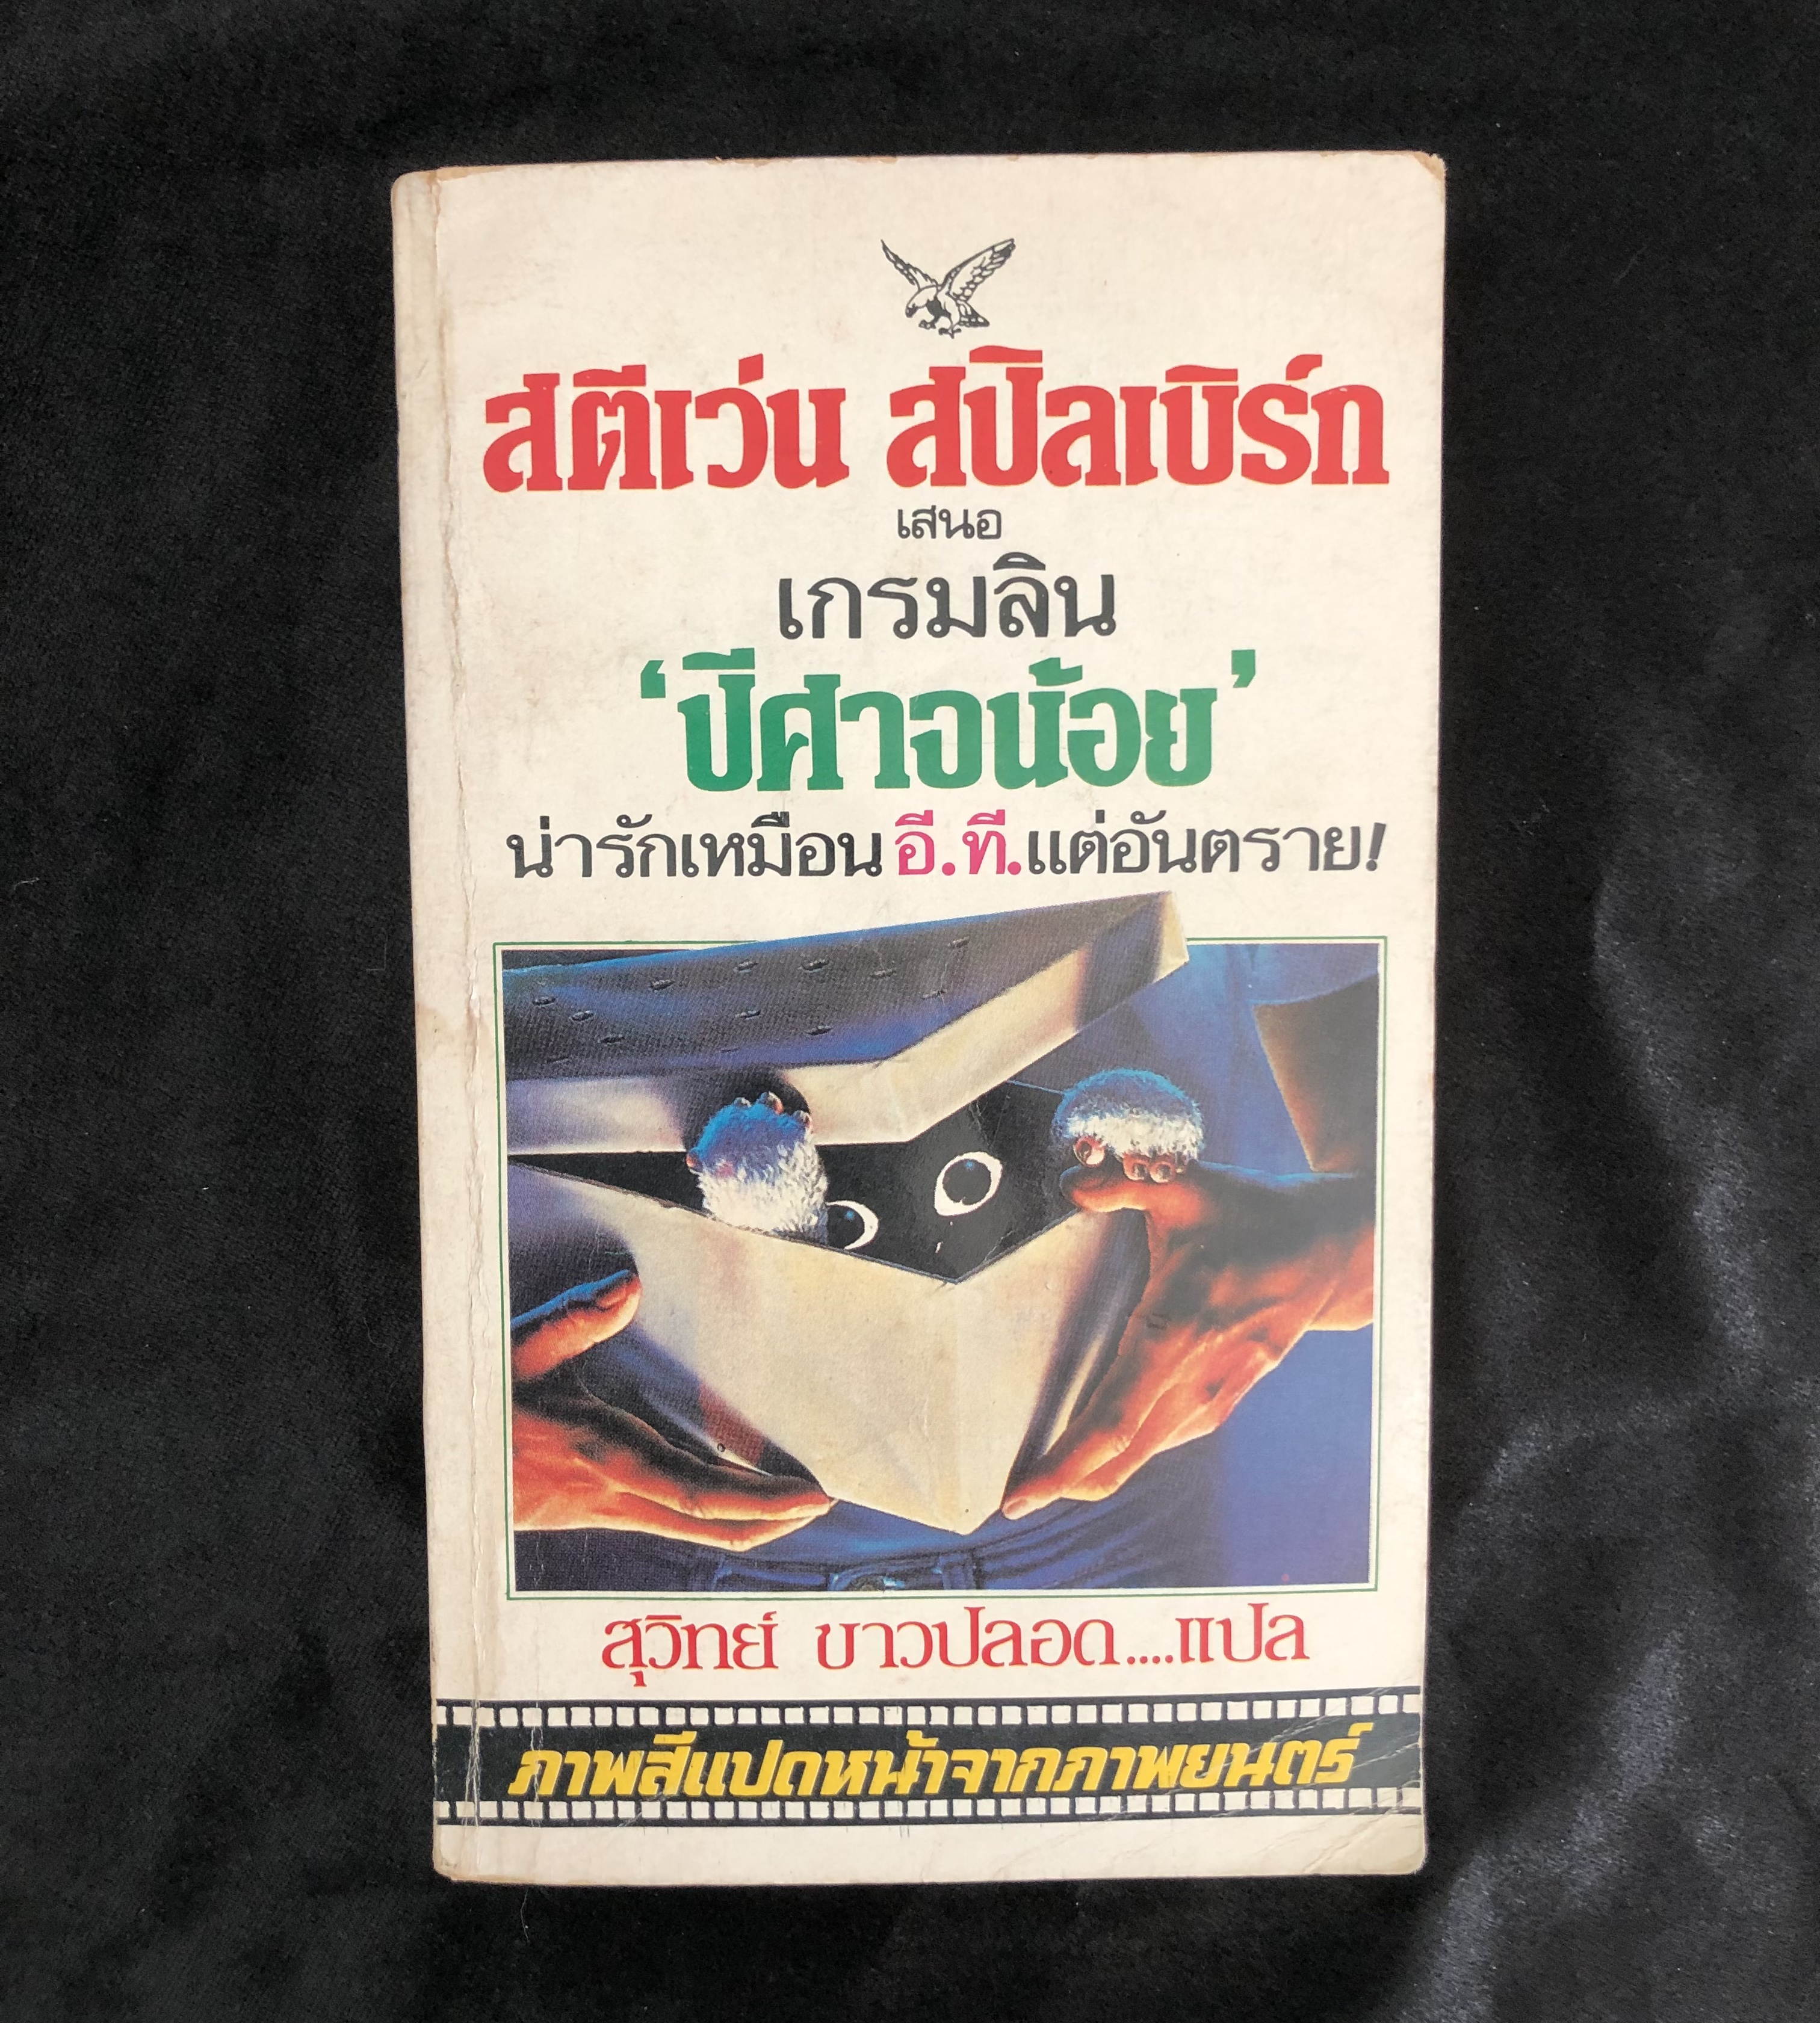 สตีเว่น สปิลเบิร์ก
เสนอ
เกรมลิน
‘ปีศาจน้อย’
น่ารักเหมือน อี.ที.แต่อันตราย!
สุวิทย์ ขาวปลอด....แปล
ภาพสีแปดหน้าจากภาพยนตร์